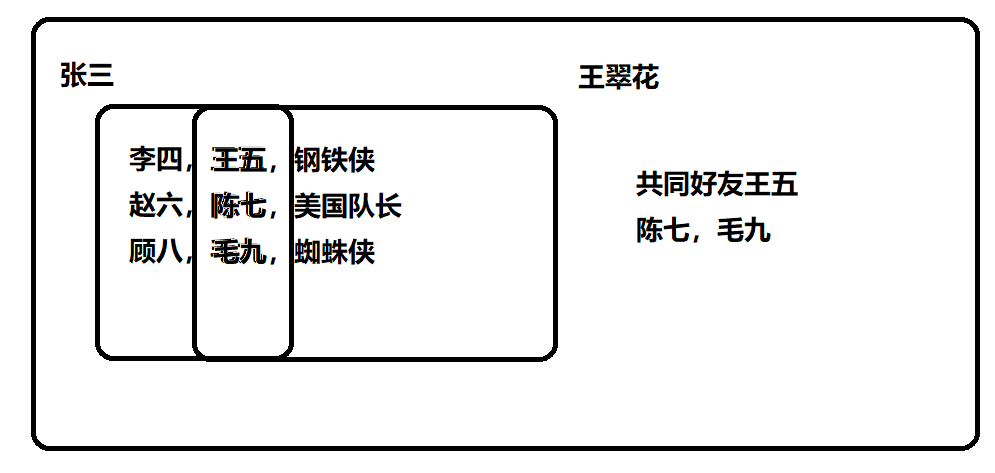 张三
王翠花
李四，王五，钢铁侠
赵六，陈七，美国队长
顾八，毛九，蜘蛛侠
共同好友王五
陈七，毛九